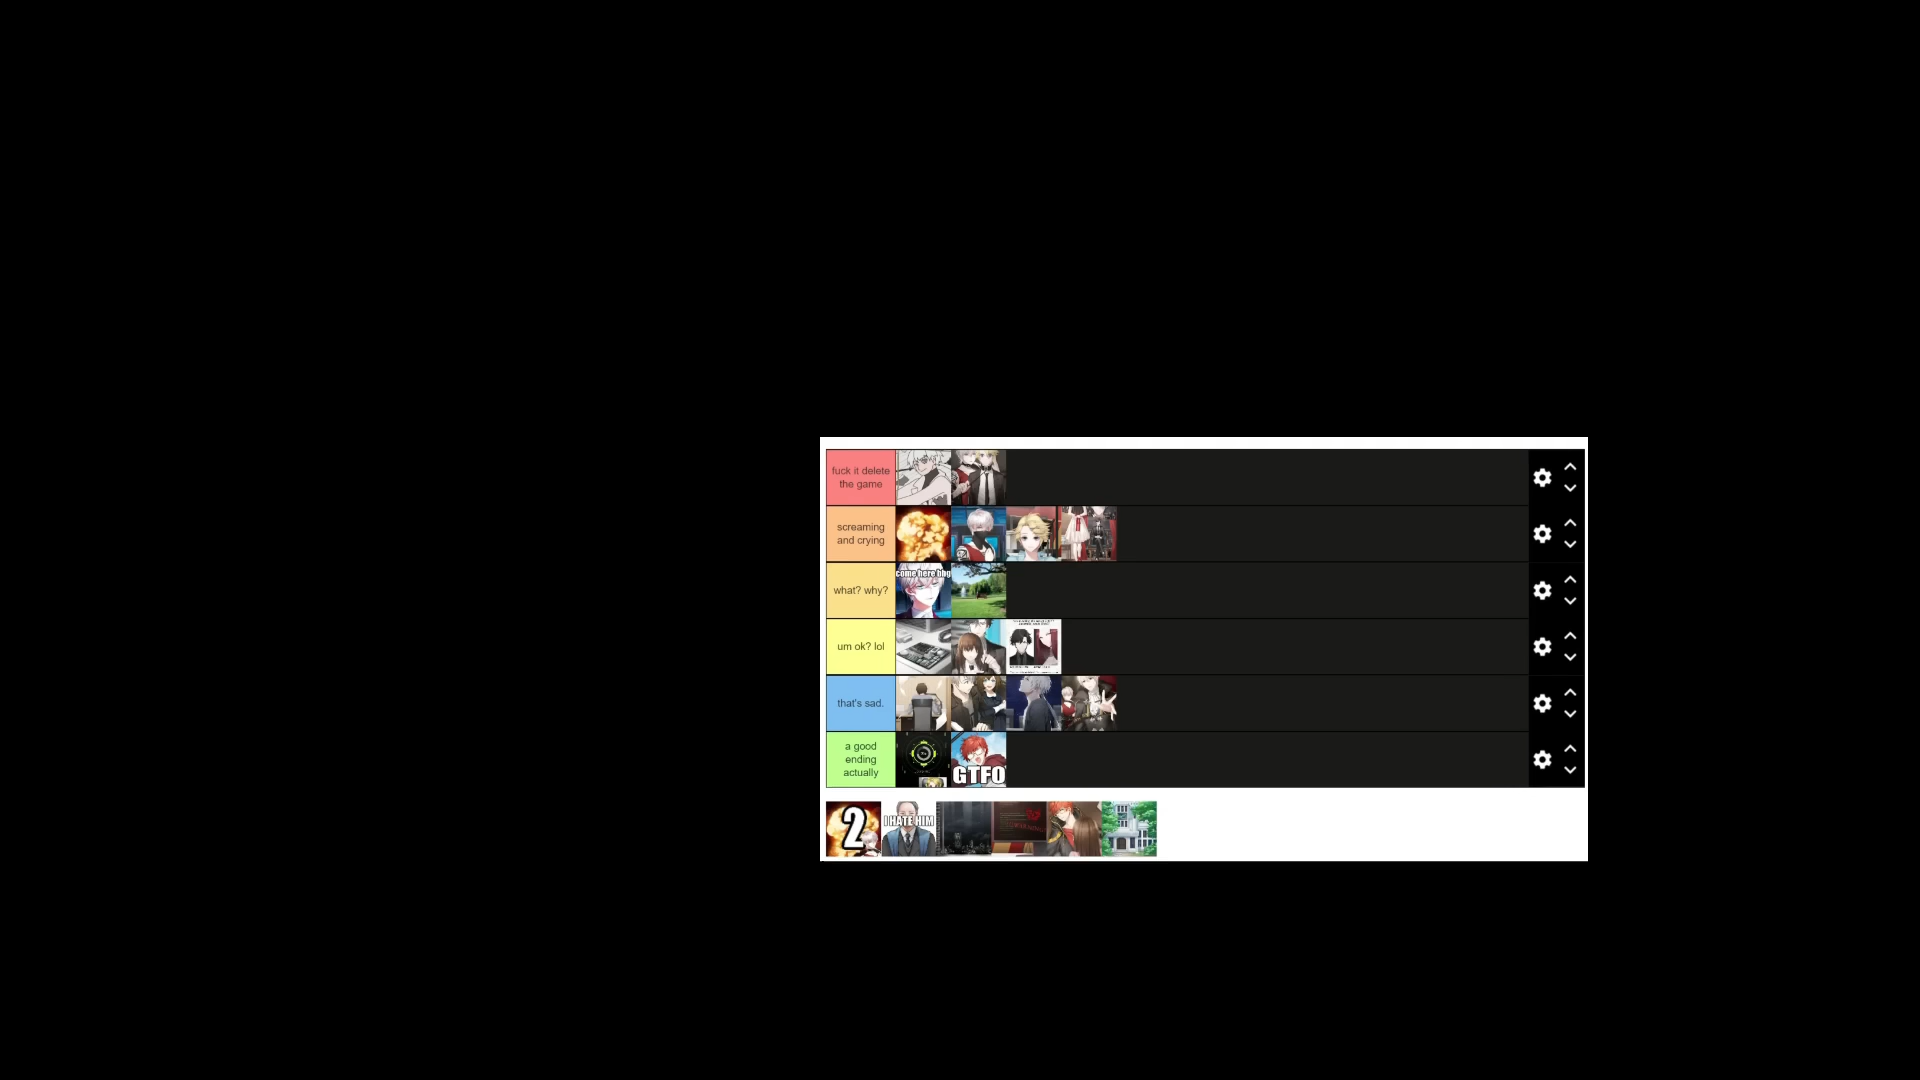 fuck it delete
the game
screaming
and crying
what? why?
come here bbg
um ok? lol
that's sad.
a good
ending
actually
GTFO
2
I HATE HIM